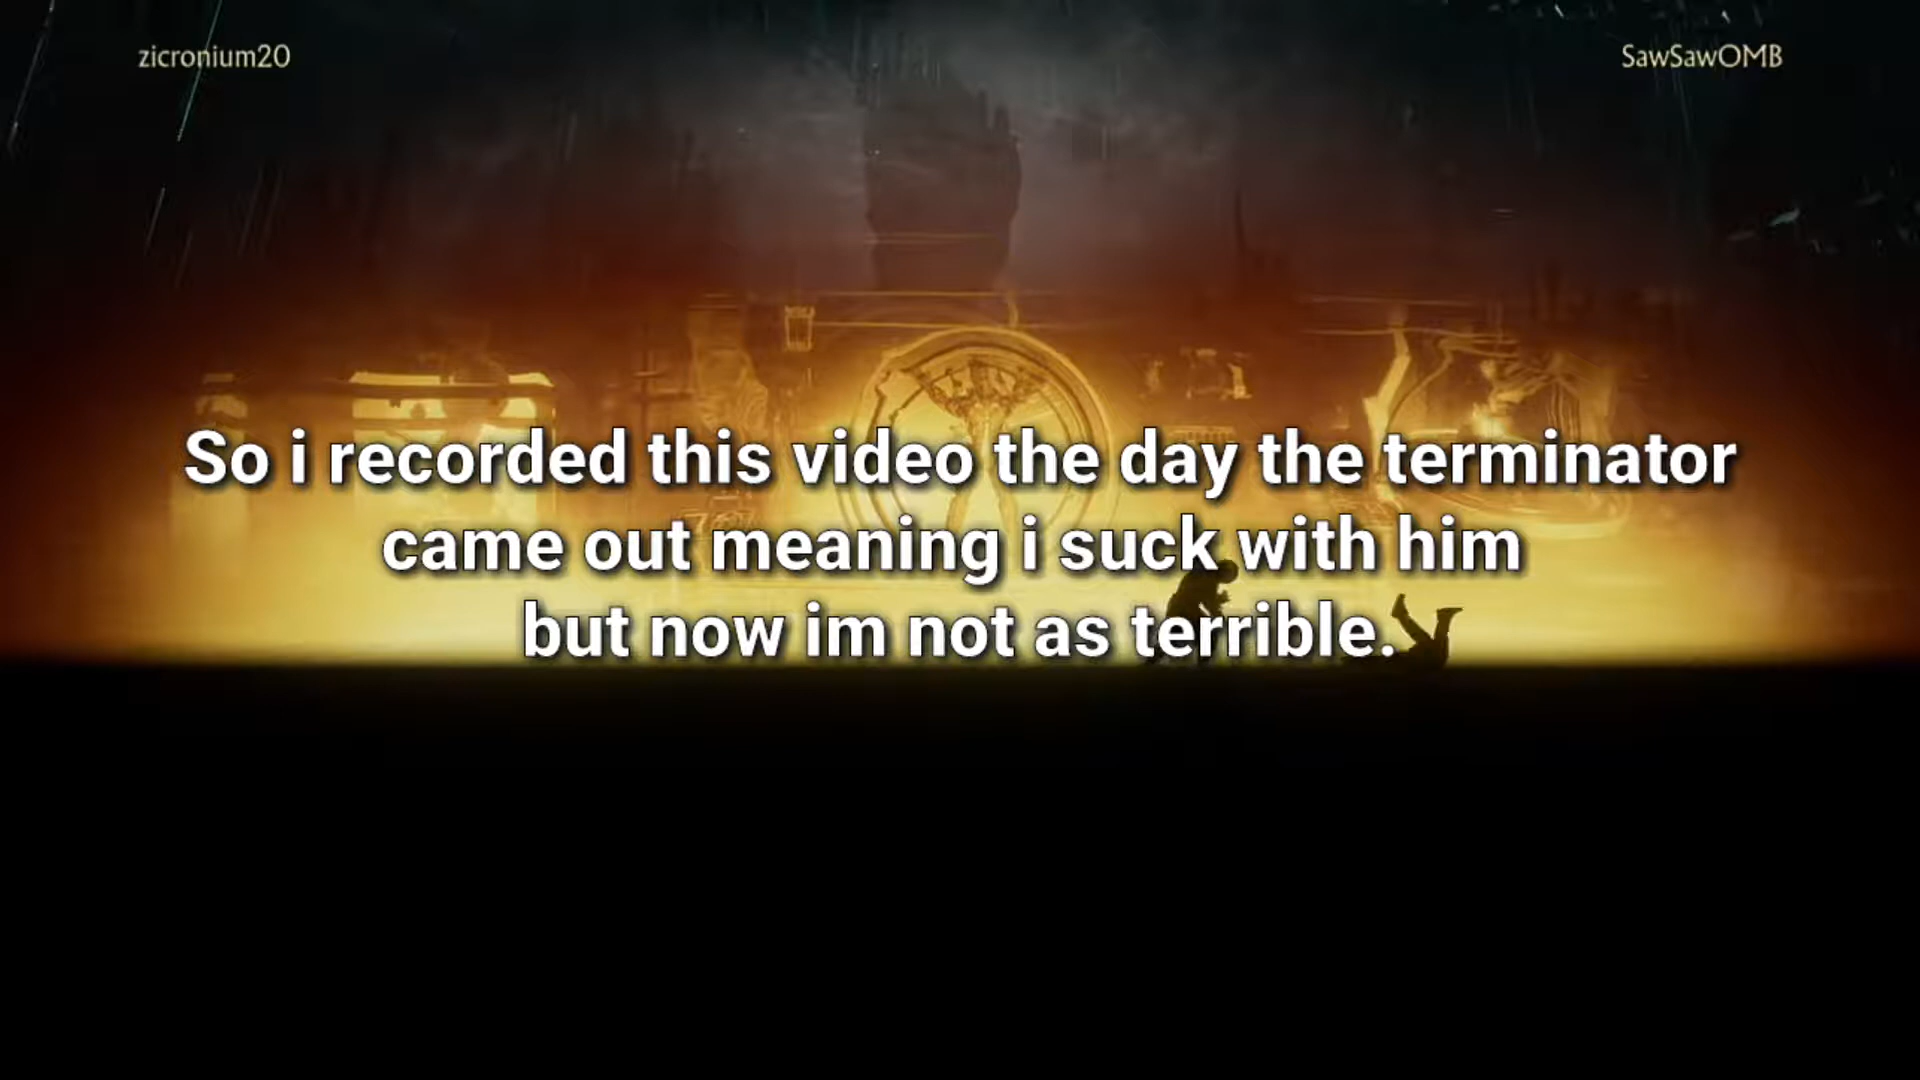 zicronium20
SawSawOMB
So i recorded this video the day the terminator
came out meaning i suck with him
but now im not as terrible.